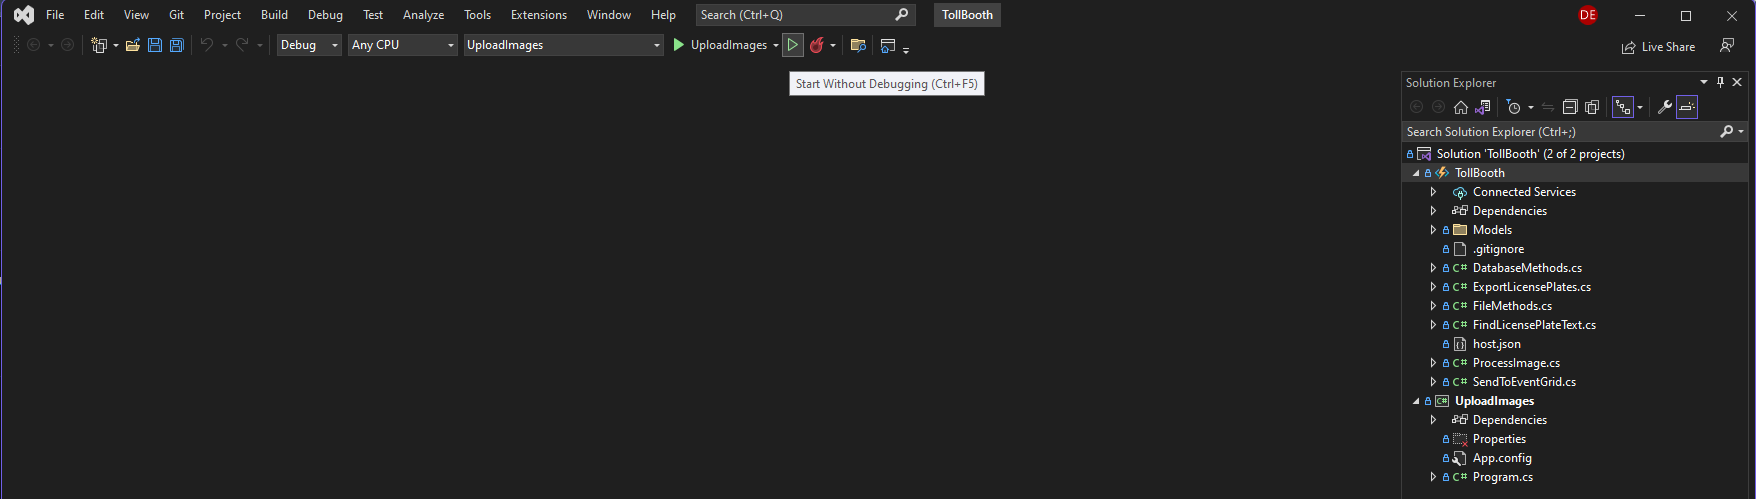 File Edit View Git Project Build Debug Test Analyze Tools Extensions Window Help Search (Ctrl+Q) TollBooth DE
Debug Any CPU UploadImages UploadImages Live Share
Start Without Debugging (Ctrl+F5)
Solution Explorer
Search Solution Explorer (Ctrl+;)
Solution 'TollBooth' (2 of 2 projects)
TollBooth
Connected Services
Dependencies
Models
.gitignore
C# DatabaseMethods.cs
C# ExportLicensePlates.cs
C# FileMethods.cs
C# FindLicensePlateText.cs
host.json
C# ProcessImage.cs
C# SendToEventGrid.cs
C# UploadImages
Dependencies
Properties
App.config
C# Program.cs